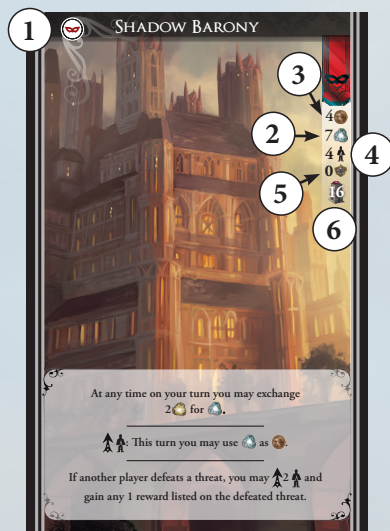 1
SHADOW BARONY
3
4
2
7
4
4
5
0
16
6
At any time on your turn you may exchange
2 for .
: This turn you may use as .
If another player defeats a threat, you may 2 and
gain any 1 reward listed on the defeated threat.